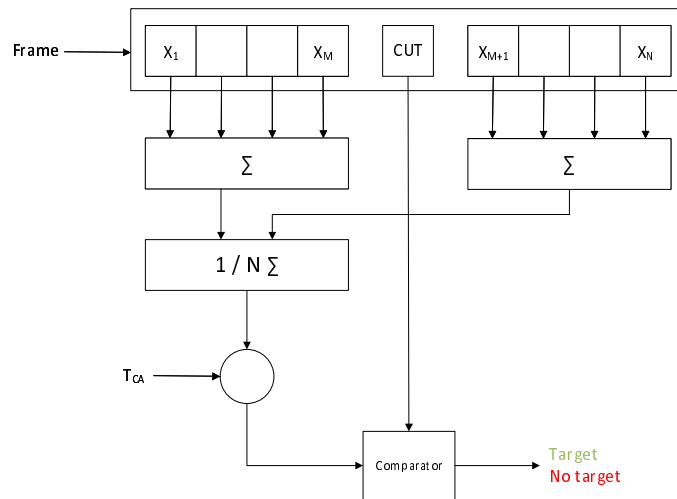 Frame
X1
XM
CUT
XM+1
XN
Σ
Σ
1 / N Σ
TCA
Comparator
Target
No target